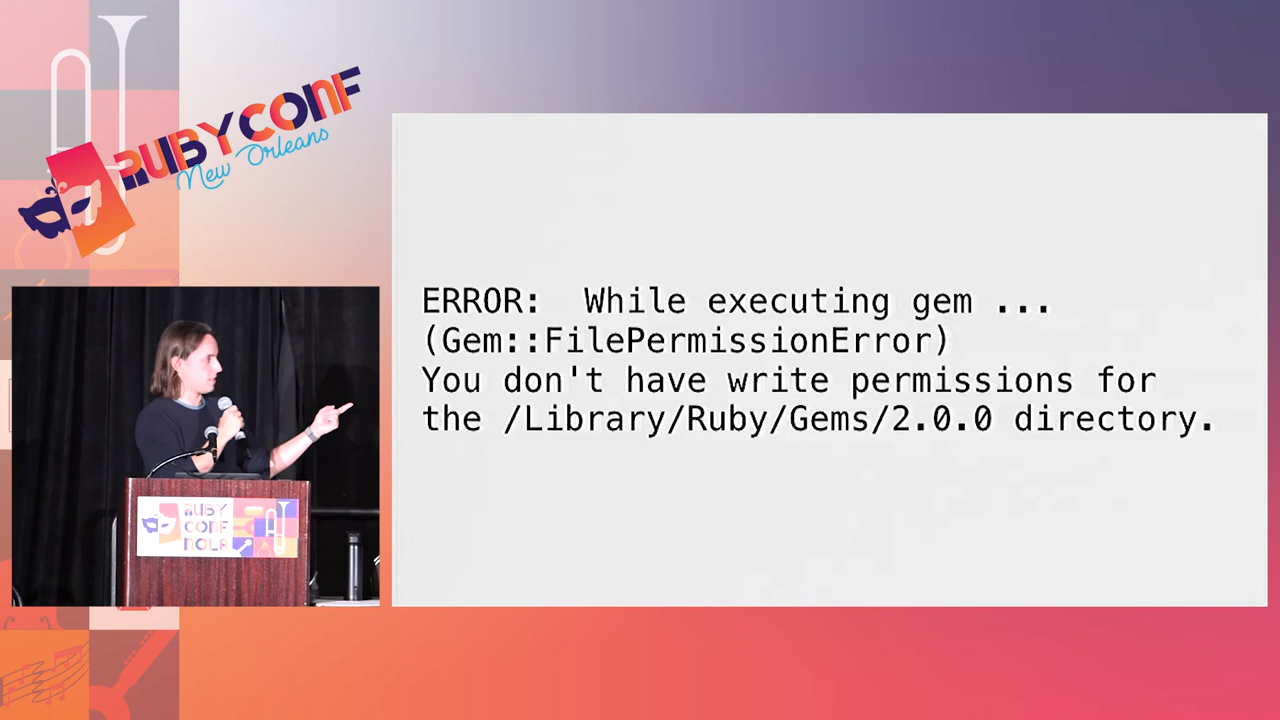 RUBYCONF
New Orleans
ERROR:  While executing gem ...
(Gem::FilePermissionError)
You don't have write permissions for
the /Library/Ruby/Gems/2.0.0 directory.
RUBY
CONF
NOLA